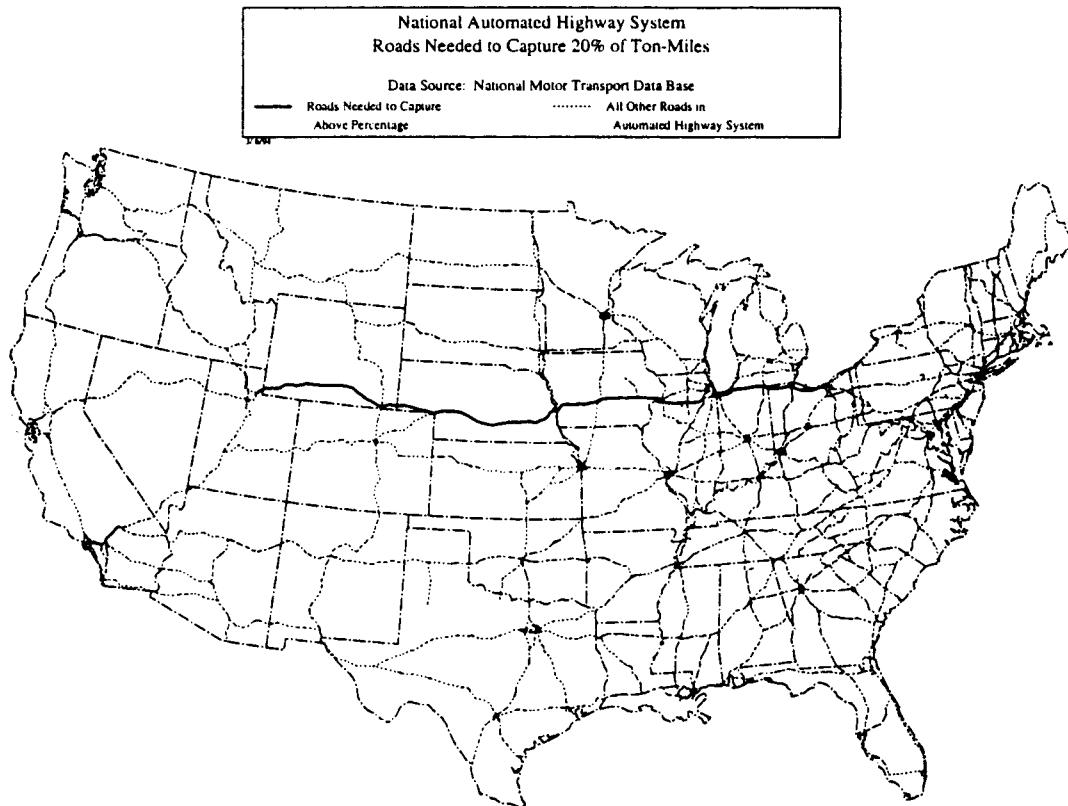 National Automated Highway System
Roads Needed to Capture 20% of Ton-Miles
Data Source: National Motor Transport Data Base
Roads Needed to Capture
Above Percentage
All Other Roads in
Automated Highway System